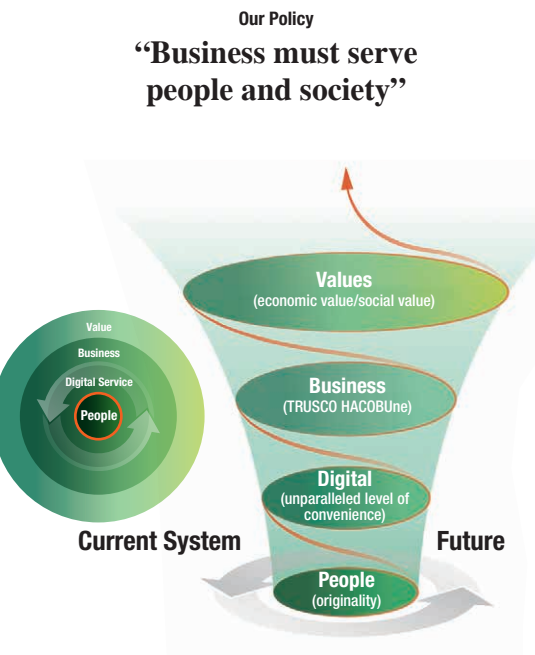 Our Policy
“Business must serve
people and society”
Values
(economic value/social value)
Value
Business
Digital Service
People
Business
(TRUSCO HACOBUne)
Digital
(unparalleled level of
convenience)
Current System
Future
People
(originality)